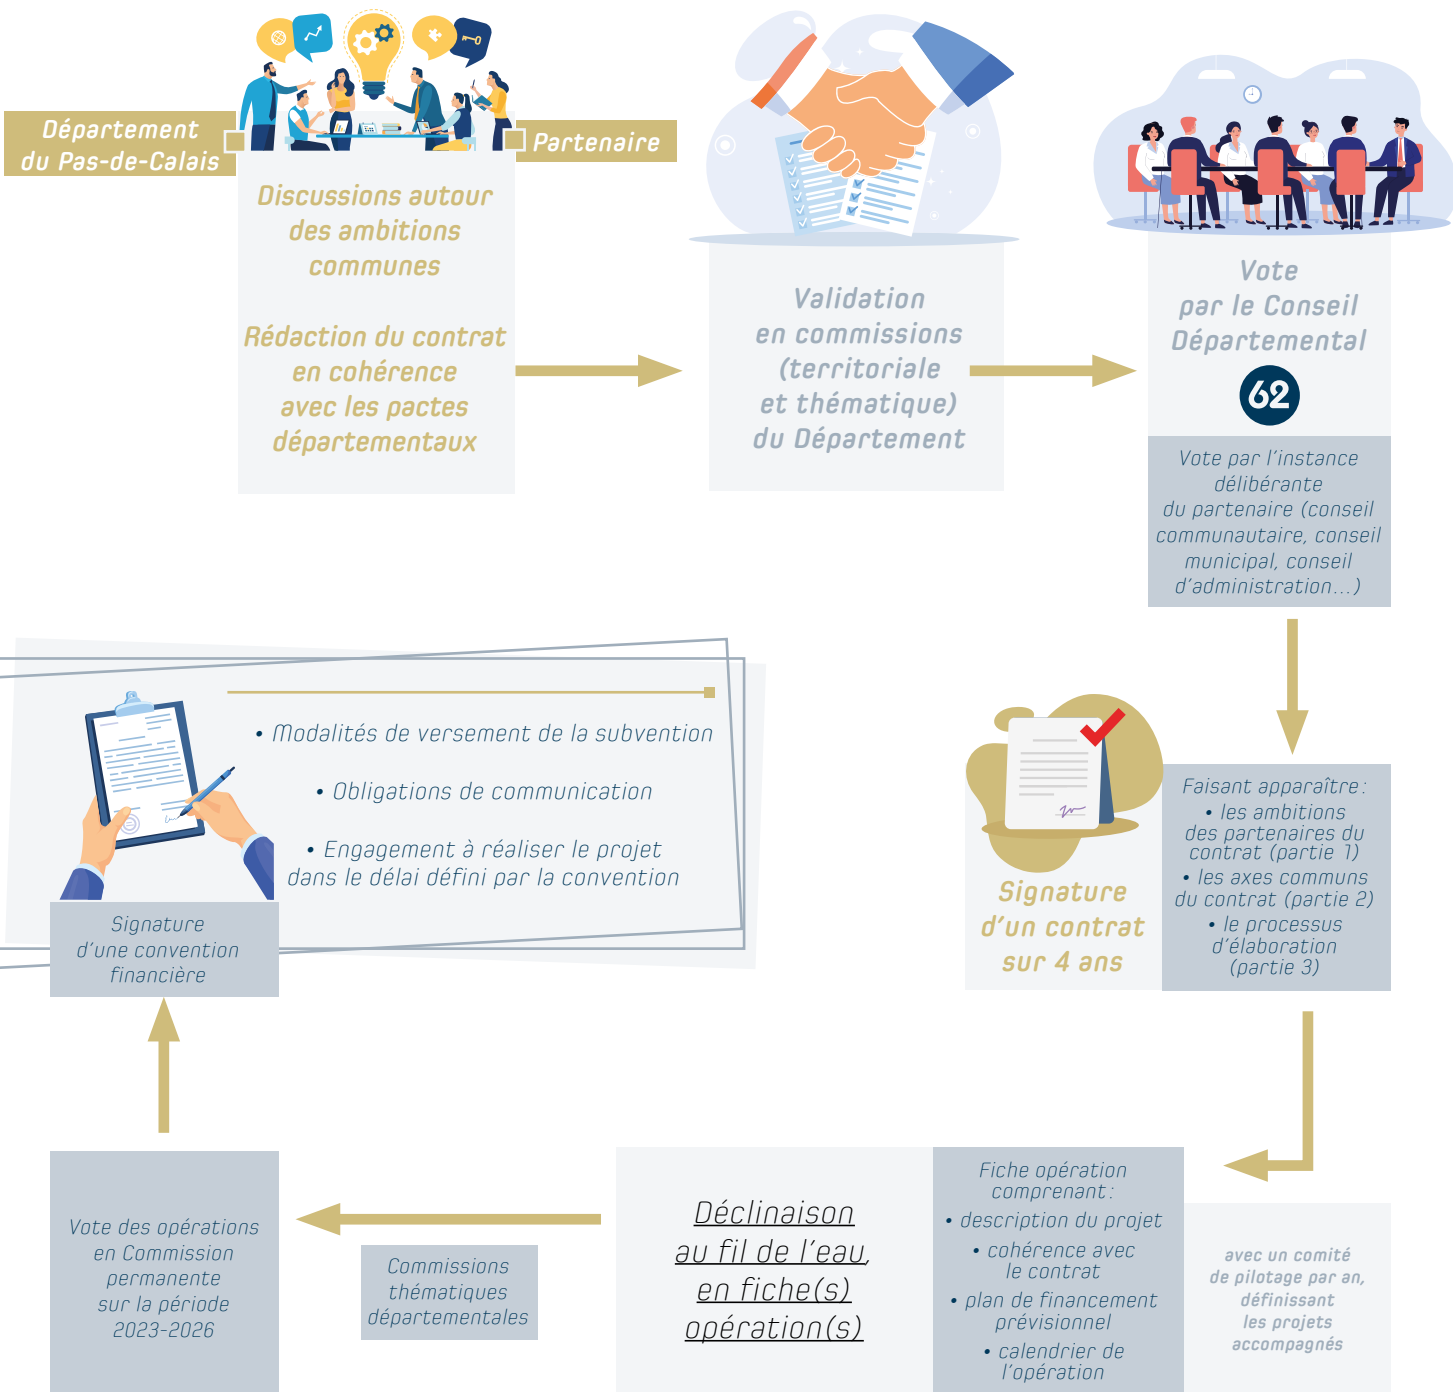 Département
du Pas-de-Calais
Partenaire
Discussions autour
des ambitions
communes
Rédaction du contrat
en cohérence
avec les pactes
départementaux
Validation
en commissions
(territoriale
et thématique)
du Département
Vote
par le Conseil
Départemental
62
Vote par l'instance
délibérante
du partenaire (conseil
communautaire, conseil
municipal, conseil
d'administration...)
Signature
d'un contrat
sur 4 ans
Faisant apparaître :
• les ambitions
des partenaires du
contrat (partie 1)
• les axes communs
du contrat (partie 2)
• le processus
d'élaboration
(partie 3)
avec un comité
de pilotage par an,
définissant
les projets
accompagnés
Déclinaison
au fil de l'eau,
en fiche(s)
opération(s)
Fiche opération
comprenant :
• description du projet
• cohérence avec
le contrat
• plan de financement
prévisionnel
• calendrier de
l'opération
Commissions
thématiques
départementales
Vote des opérations
en Commission
permanente
sur la période
2023-2026
Signature
d'une convention
financière
• Modalités de versement de la subvention
• Obligations de communication
• Engagement à réaliser le projet
dans le délai défini par la convention